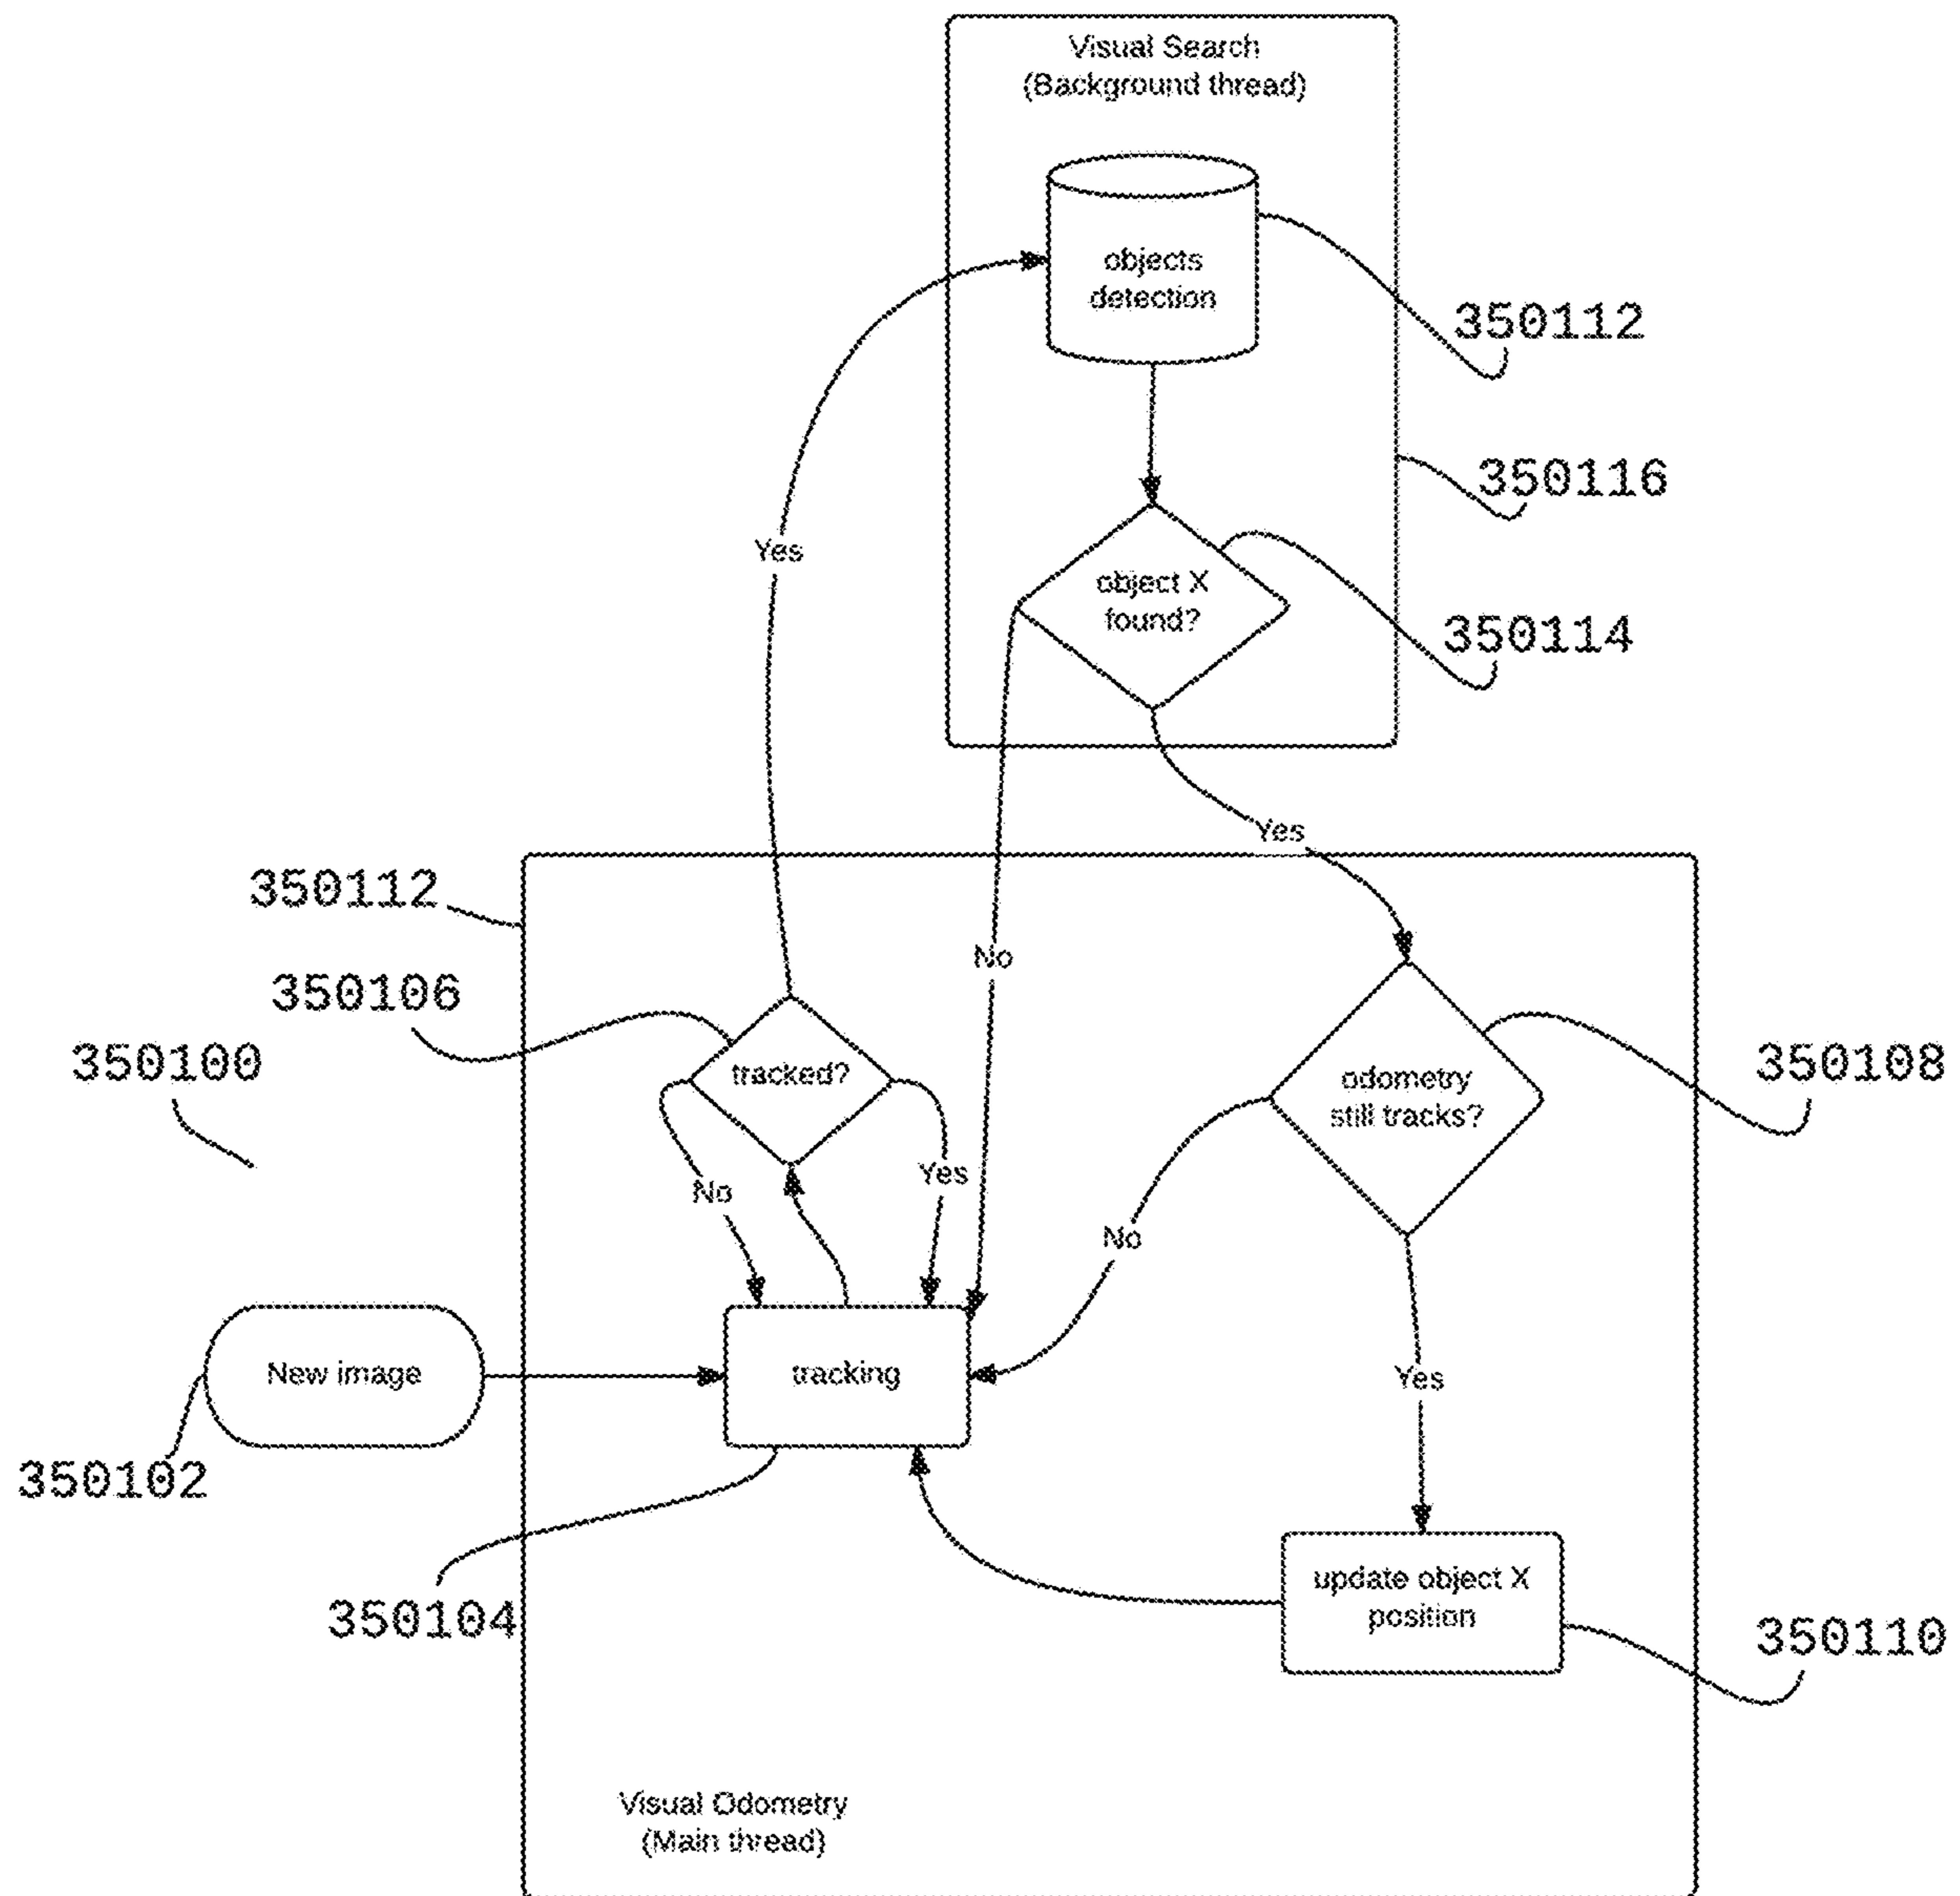 Visual Search
(Background thread)
objects
detection
350112
350116
object X
found?
350114
Yes
Yes
350112
350106
No
350100
tracked?
odometry
still tracks?
350108
No
Yes
No
New image
tracking
Yes
350102
350104
update object X
position
350110
Visual Odometry
(Main thread)